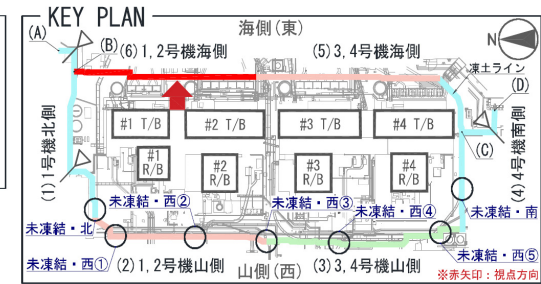 KEY PLAN
海側(東)
(A)
(B)
(6)1,2号機海側
(5)3,4号機海側
N
凍土ライン
(D)
#1 T/B
#2 T/B
#3 T/B
#4 T/B
(C)
#1
R/B
#2
R/B
#3
R/B
#4
R/B
(1)1号機北側
(4)4号機南側
未凍結・北
未凍結・西②
未凍結・西③
未凍結・西④
未凍結・南
未凍結・西①
(2)1,2号機山側
山側(西)
(3)3,4号機山側
未凍結・西⑤
※赤矢印:視点方向